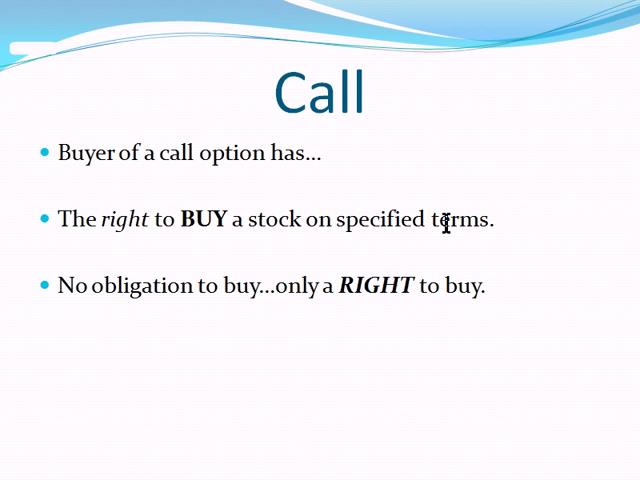 Call
• Buyer of a call option has...
• The right to BUY a stock on specified terms.
• No obligation to buy...only a RIGHT to buy.